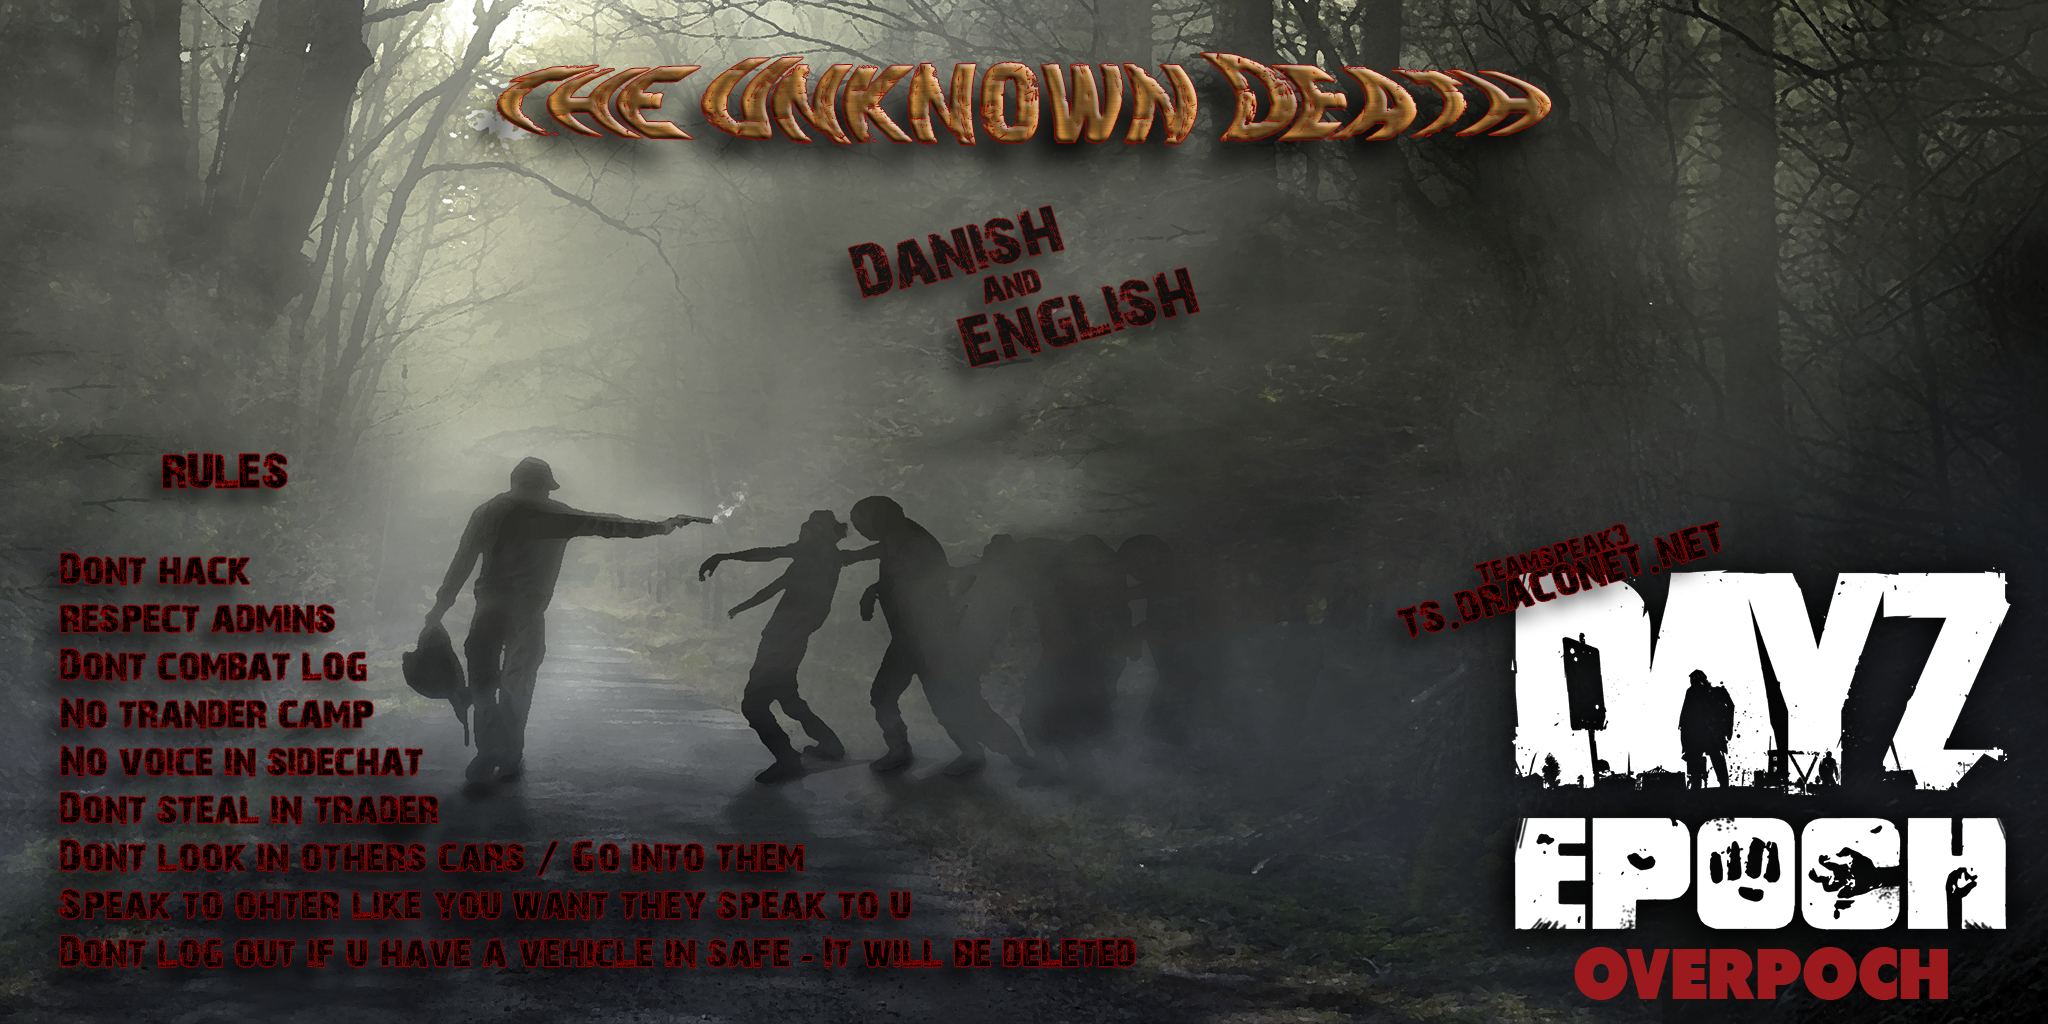 The Unknown Death
Danish
and
English
Rules
Dont hack
respect admins
Dont combat log
No trander camp
No voice in sidechat
Dont steal in trader
Dont look in others cars / Go into them
Speak to ohter like you want they speak to u
Dont log out if u have a vehicle in safe - It will be deleted
Teamspeak3
ts.draconet.net
DAYZ
EPOCH
OVERPOCH